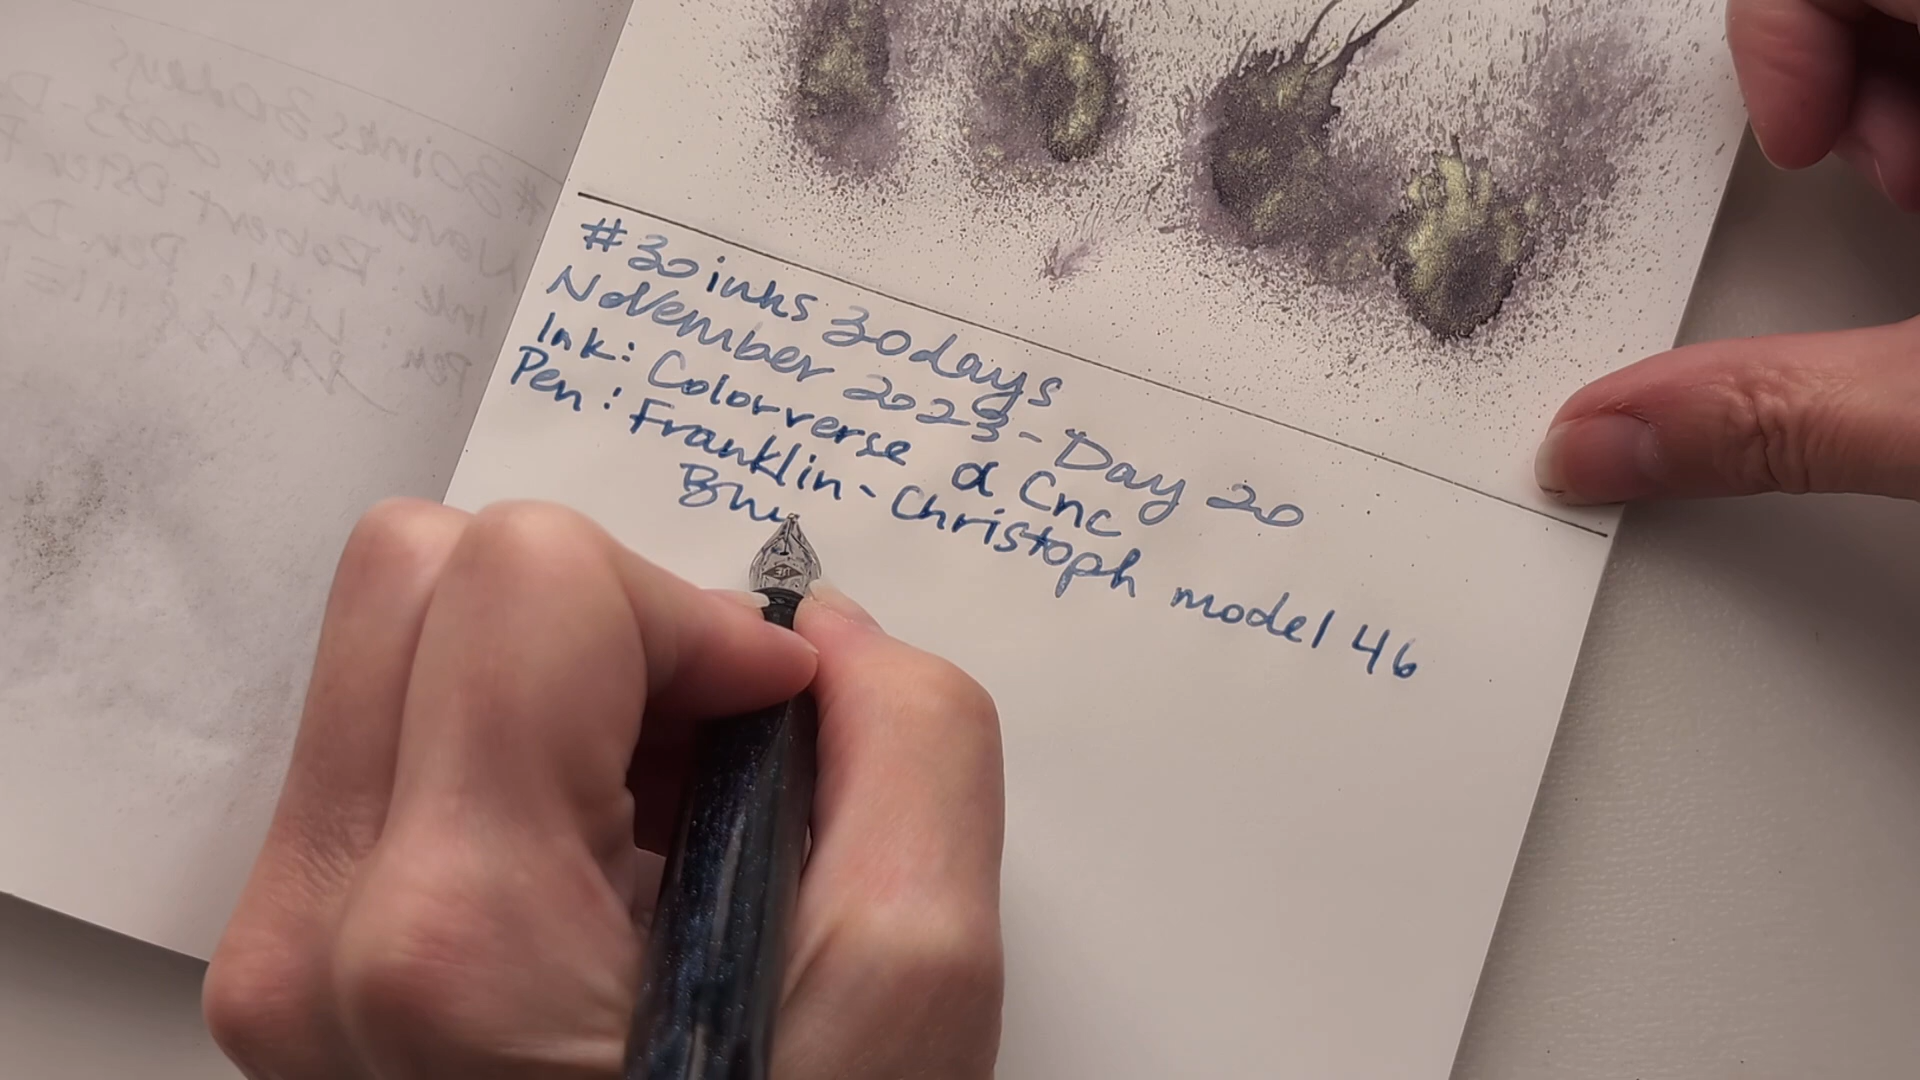 #30inks30days
November 2023 - Day 20
Ink: Colorverse α Cnc
Pen: Franklin-Christoph model 46